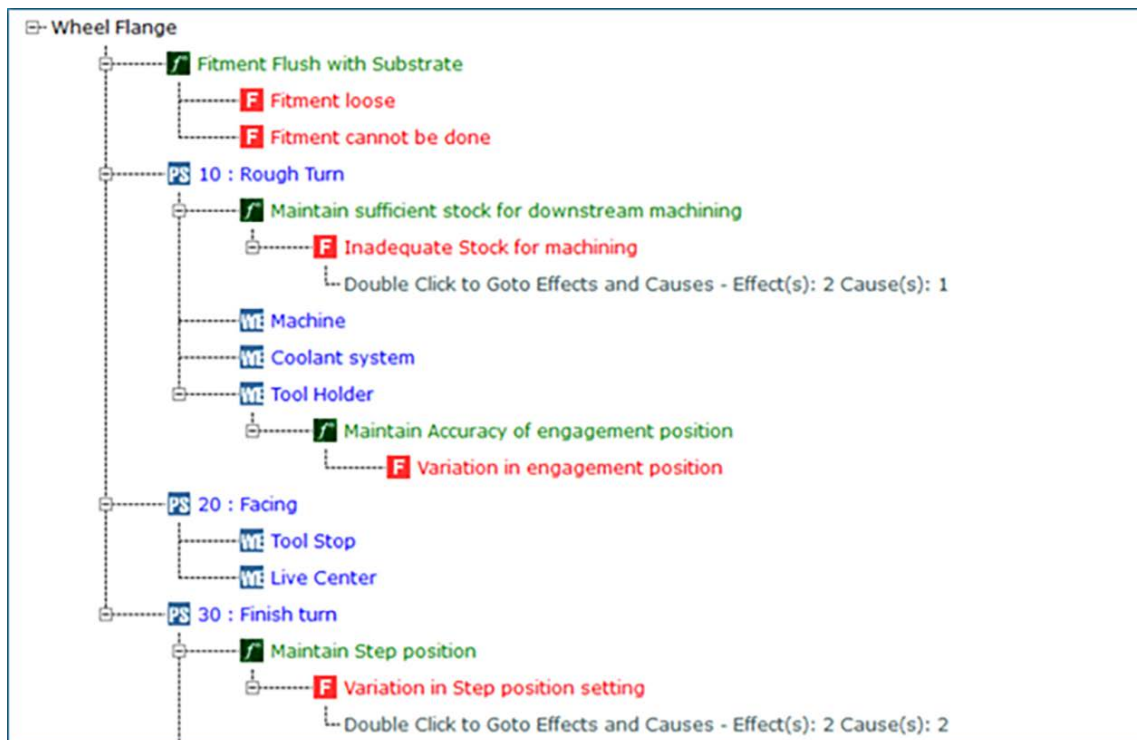 Wheel Flange
f Fitment Flush with Substrate
F Fitment loose
F Fitment cannot be done
PS 10 : Rough Turn
f Maintain sufficient stock for downstream machining
F Inadequate Stock for machining
Double Click to Goto Effects and Causes - Effect(s): 2 Cause(s): 1
WE Machine
WE Coolant system
WE Tool Holder
f Maintain Accuracy of engagement position
F Variation in engagement position
PS 20 : Facing
WE Tool Stop
WE Live Center
PS 30 : Finish turn
f Maintain Step position
F Variation in Step position setting
Double Click to Goto Effects and Causes - Effect(s): 2 Cause(s): 2